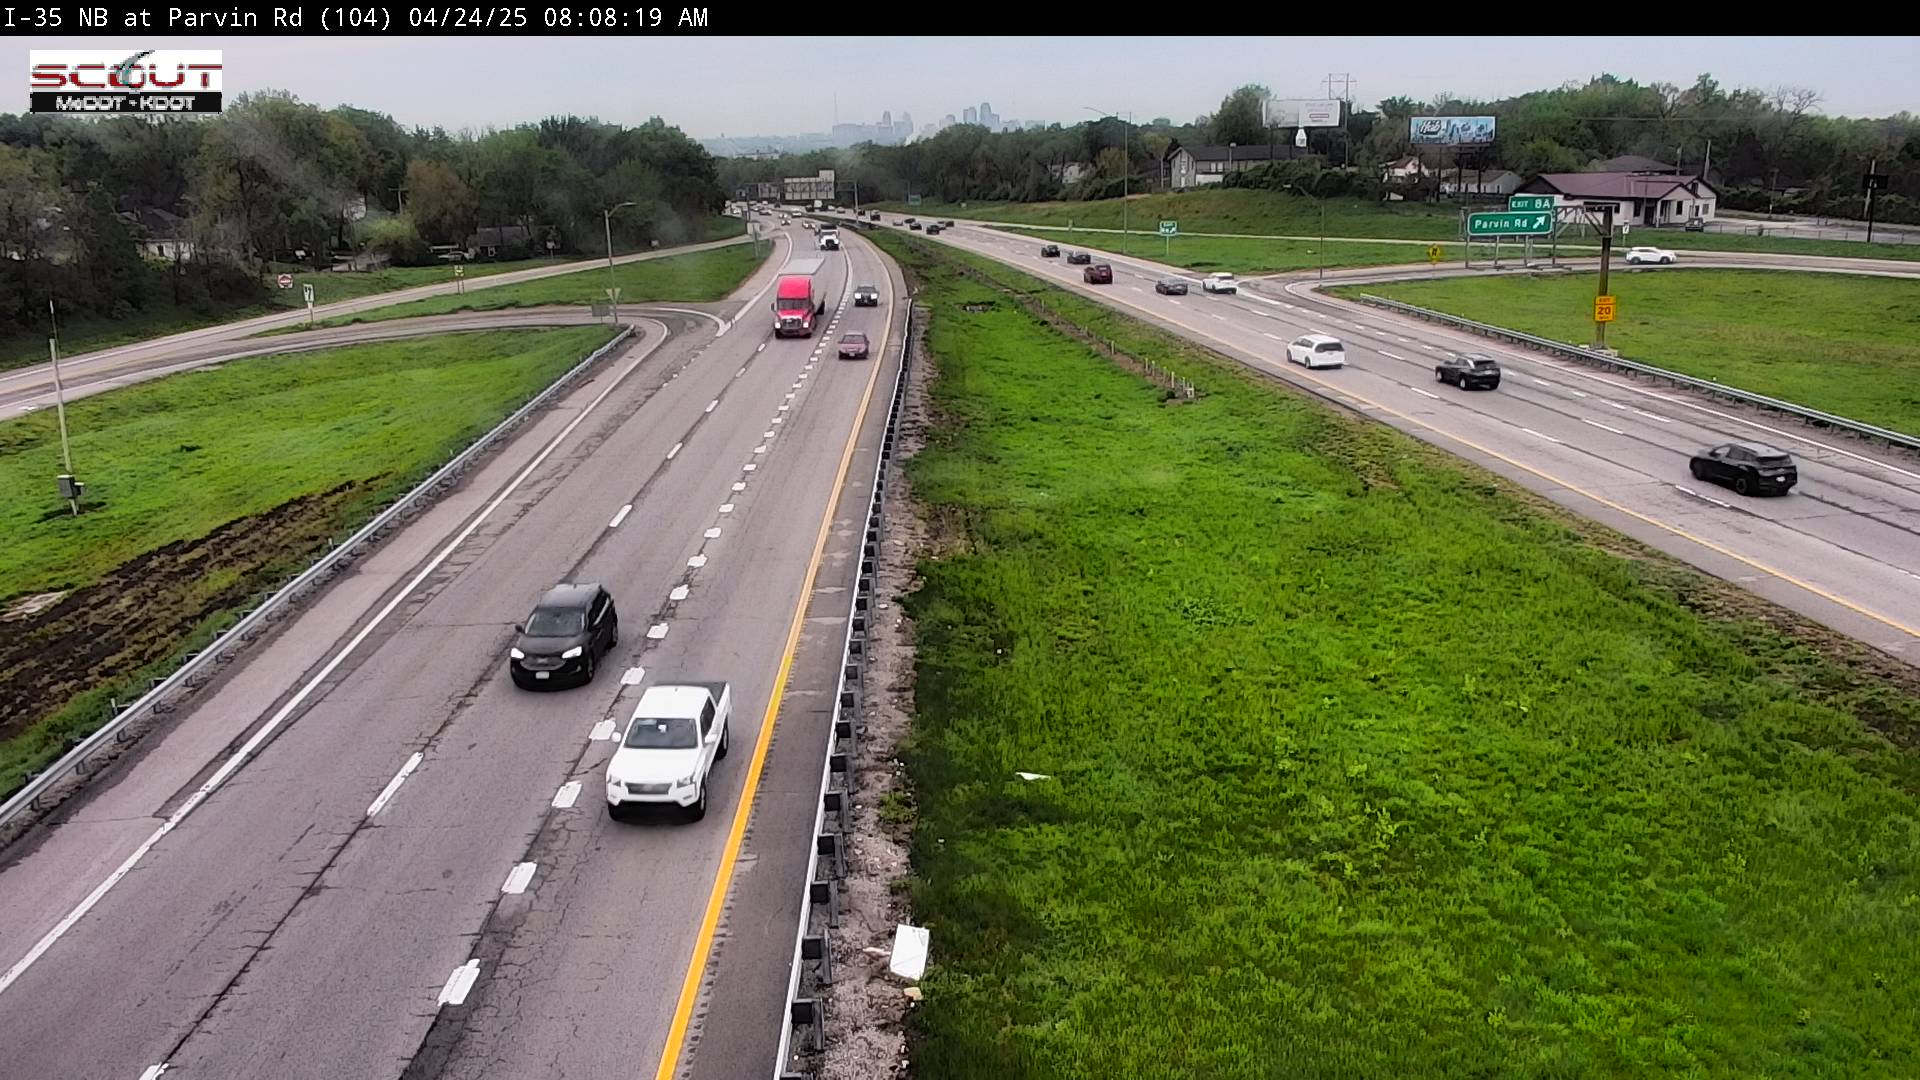 I-35 NB at Parvin Rd (104) 04/24/25 08:08:19 AM
SCOUT
MoDOT - KDOT
EXIT 8A
Parvin Rd
EXIT
20